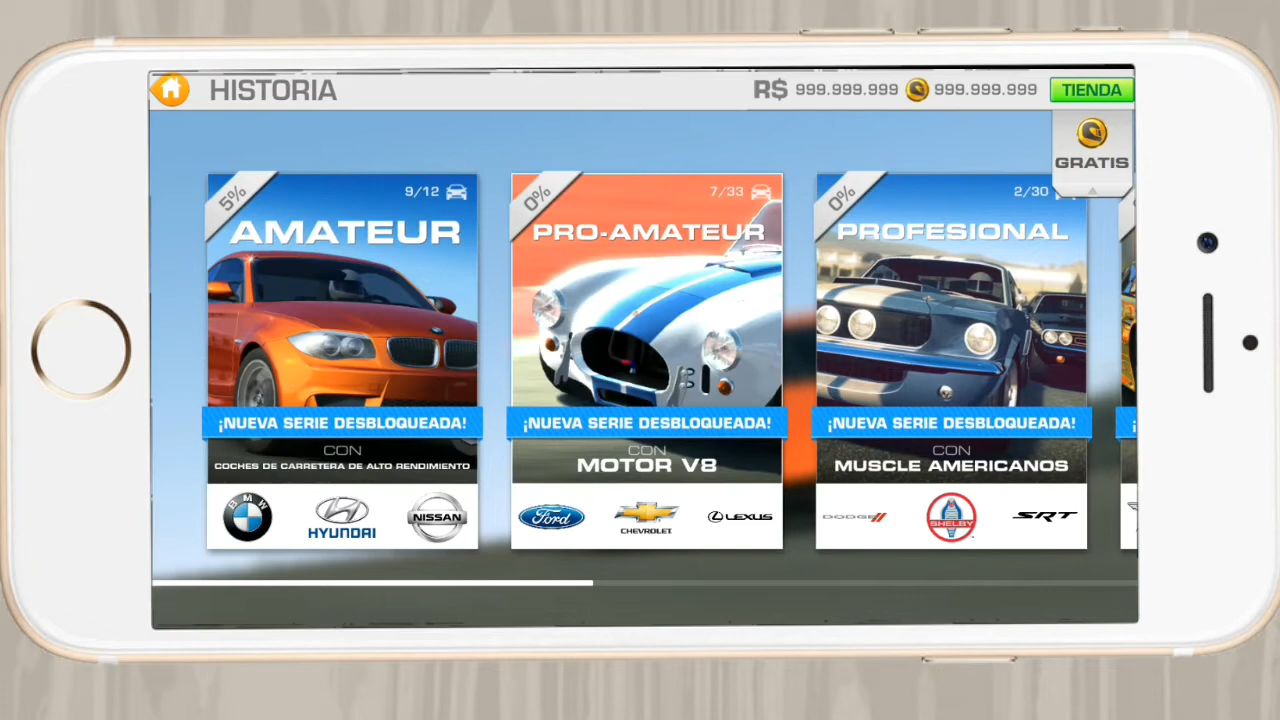 HISTORIA
R$ 999.999.999 999.999.999 TIENDA
GRATIS
5%
9/12
AMATEUR
¡NUEVA SERIE DESBLOQUEADA!
CON
COCHES DE CARRETERA DE ALTO RENDIMIENTO
BMW
HYUNDAI
NISSAN
0%
7/33
PRO-AMATEUR
¡NUEVA SERIE DESBLOQUEADA!
CON
MOTOR V8
Ford
CHEVROLET
LEXUS
0%
2/30
PROFESIONAL
¡NUEVA SERIE DESBLOQUEADA!
CON
MUSCLE AMERICANOS
DODGE
SHELBY
SRT